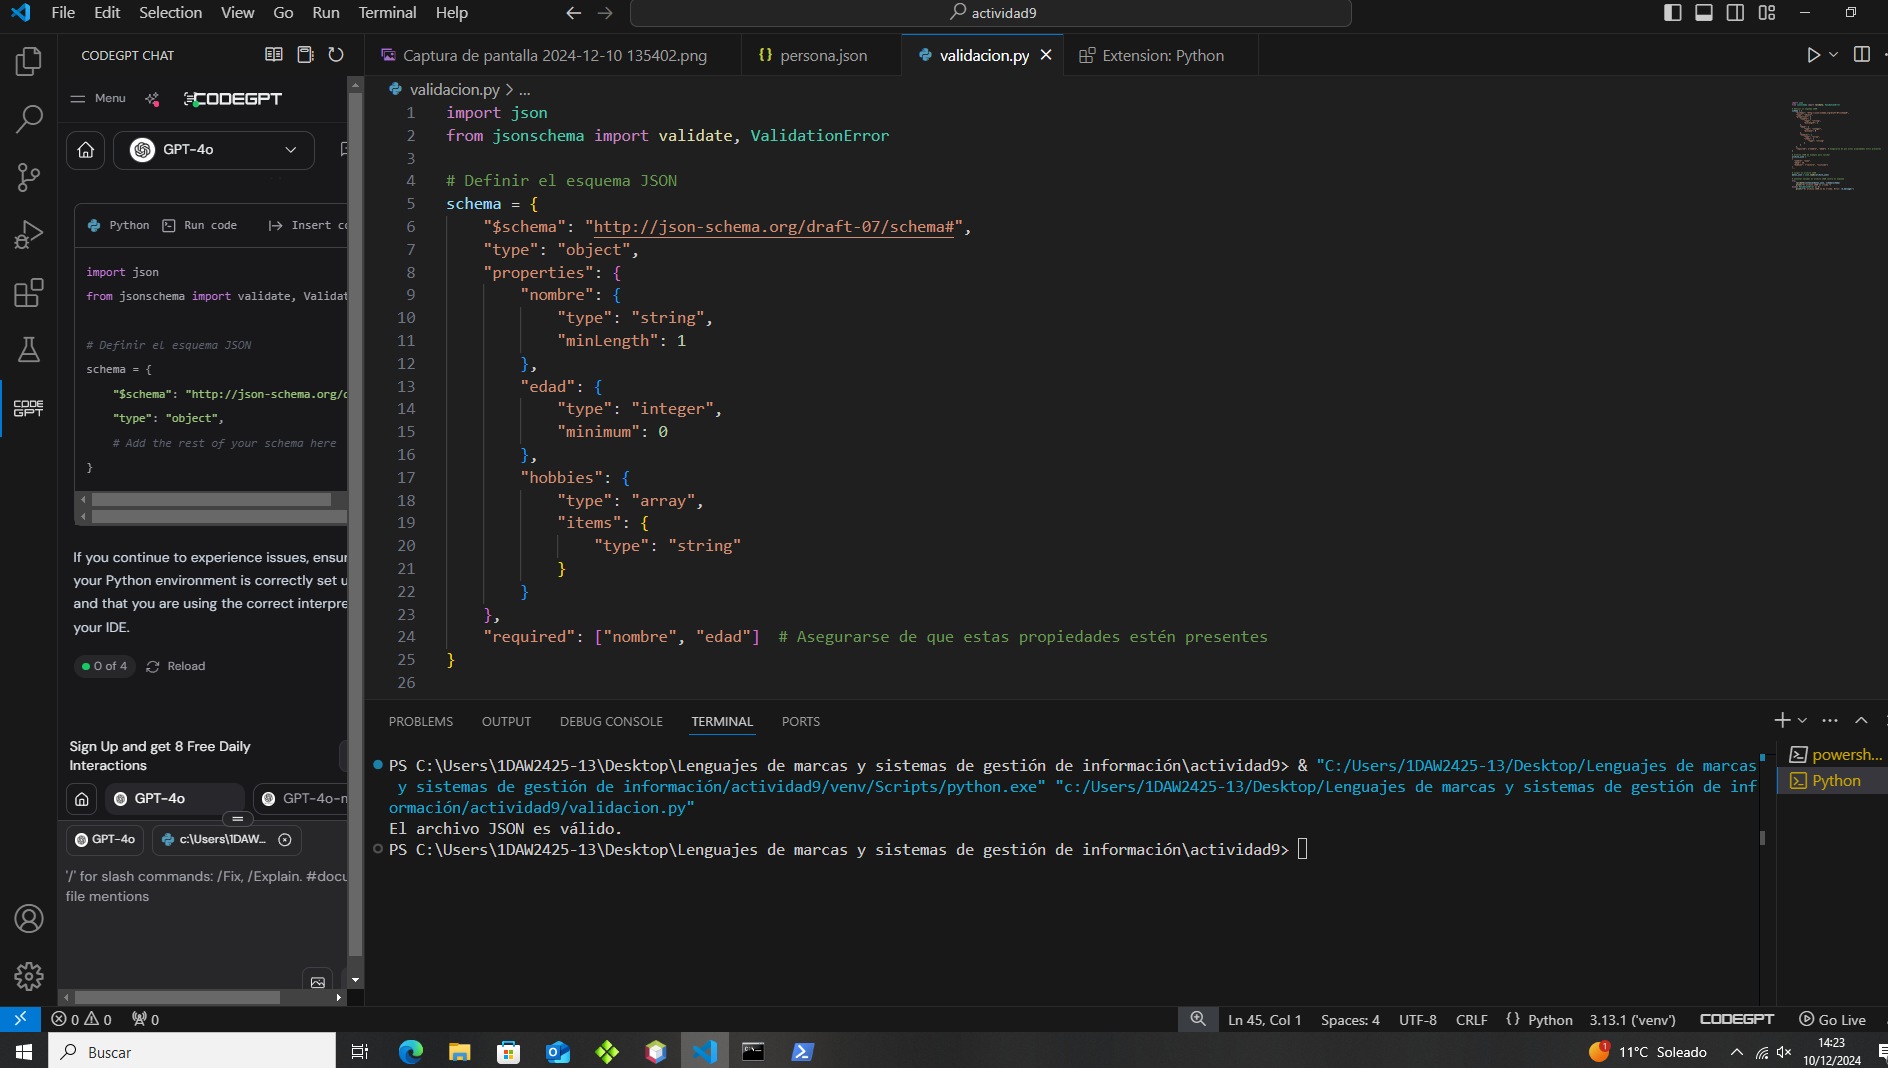 File Edit Selection View Go Run Terminal Help
actividad9
CODEGPT CHAT
Captura de pantalla 2024-12-10 135402.png
{} persona.json
validacion.py
Extension: Python
Menu
CODEGPT
GPT-4o
Python Run code Insert co
import json
from jsonschema import validate, Validat
# Definir el esquema JSON
schema = {
"$schema": "http://json-schema.org/d
"type": "object",
# Add the rest of your schema here
}
If you continue to experience issues, ensur
your Python environment is correctly set u
and that you are using the correct interpre
your IDE.
0 of 4 Reload
Sign Up and get 8 Free Daily
Interactions
GPT-4o GPT-4o-m
GPT-4o c:\Users\1DAW...
'/' for slash commands: /Fix, /Explain. #docu
file mentions
validacion.py > ...
1 import json
2 from jsonschema import validate, ValidationError
3
4 # Definir el esquema JSON
5 schema = {
6 "$schema": "http://json-schema.org/draft-07/schema#",
7 "type": "object",
8 "properties": {
9 "nombre": {
10 "type": "string",
11 "minLength": 1
12 },
13 "edad": {
14 "type": "integer",
15 "minimum": 0
16 },
17 "hobbies": {
18 "type": "array",
19 "items": {
20 "type": "string"
21 }
22 }
23 },
24 "required": ["nombre", "edad"] # Asegurarse de que estas propiedades estén presentes
25 }
26
PROBLEMS OUTPUT DEBUG CONSOLE TERMINAL PORTS
PS C:\Users\1DAW2425-13\Desktop\Lenguajes de marcas y sistemas de gestión de información\actividad9> & "C:/Users/1DAW2425-13/Desktop/Lenguajes de marcas
y sistemas de gestión de información/actividad9/venv/Scripts/python.exe" "c:/Users/1DAW2425-13/Desktop/Lenguajes de marcas y sistemas de gestión de inf
ormación/actividad9/validacion.py"
El archivo JSON es válido.
PS C:\Users\1DAW2425-13\Desktop\Lenguajes de marcas y sistemas de gestión de información\actividad9>
powersh...
Python
0 0 0
Ln 45, Col 1 Spaces: 4 UTF-8 CRLF {} Python 3.13.1 ('venv') CODEGPT Go Live
Buscar
1 11°C Soleado
14:23
10/12/2024